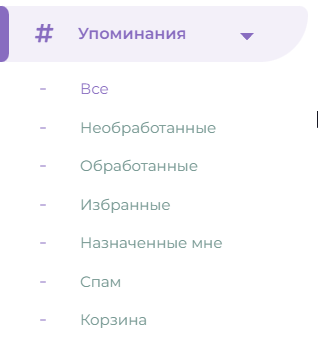 # Упоминания
- Все
- Необработанные
- Обработанные
- Избранные
- Назначенные мне
- Спам
- Корзина